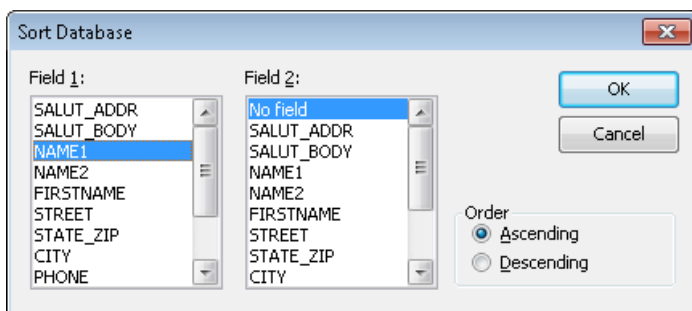 Sort Database
Field 1:
SALUT_ADDR
SALUT_BODY
NAME1
NAME2
FIRSTNAME
STREET
STATE_ZIP
CITY
PHONE
Field 2:
No field
SALUT_ADDR
SALUT_BODY
NAME1
NAME2
FIRSTNAME
STREET
STATE_ZIP
CITY
OK
Cancel
Order
Ascending
Descending